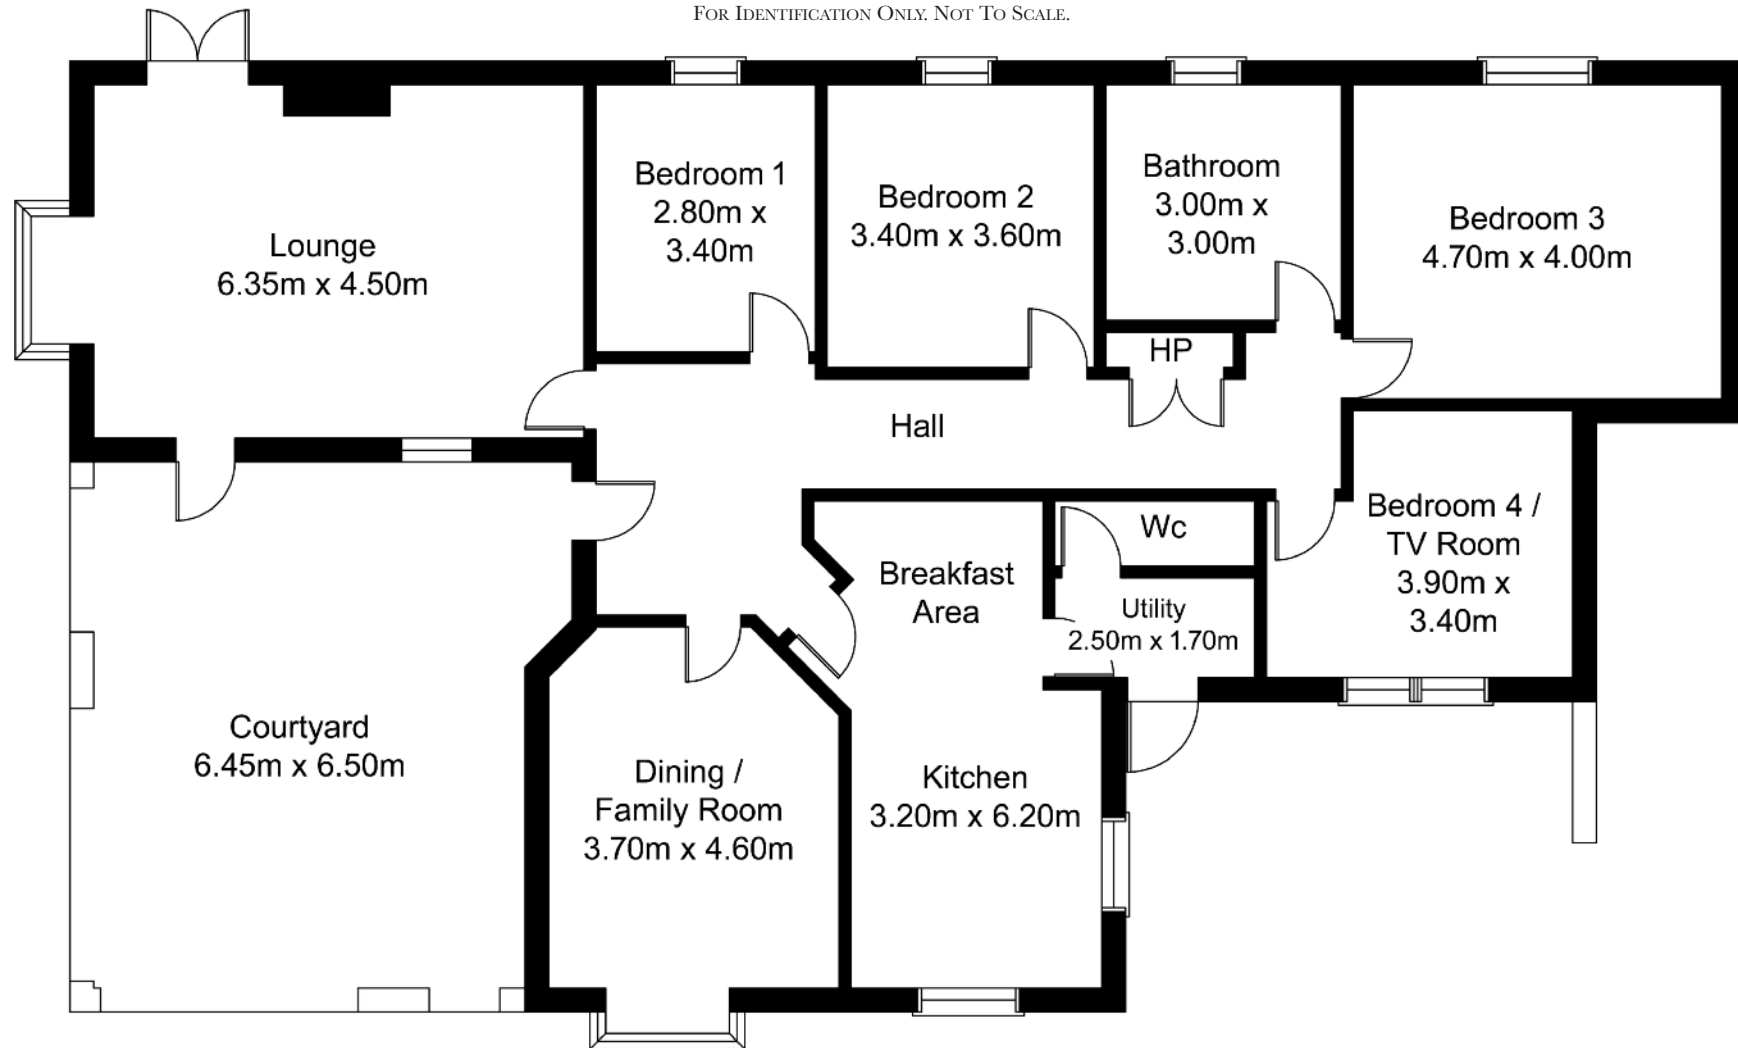 For Identification Only. Not To Scale.
Bedroom 1
2.80m x
3.40m
Bedroom 2
3.40m x 3.60m
Bathroom
3.00m x
3.00m
Bedroom 3
4.70m x 4.00m
Lounge
6.35m x 4.50m
HP
Hall
Bedroom 4 /
TV Room
3.90m x
3.40m
Wc
Breakfast
Area
Utility
2.50m x 1.70m
Courtyard
6.45m x 6.50m
Dining /
Family Room
3.70m x 4.60m
Kitchen
3.20m x 6.20m